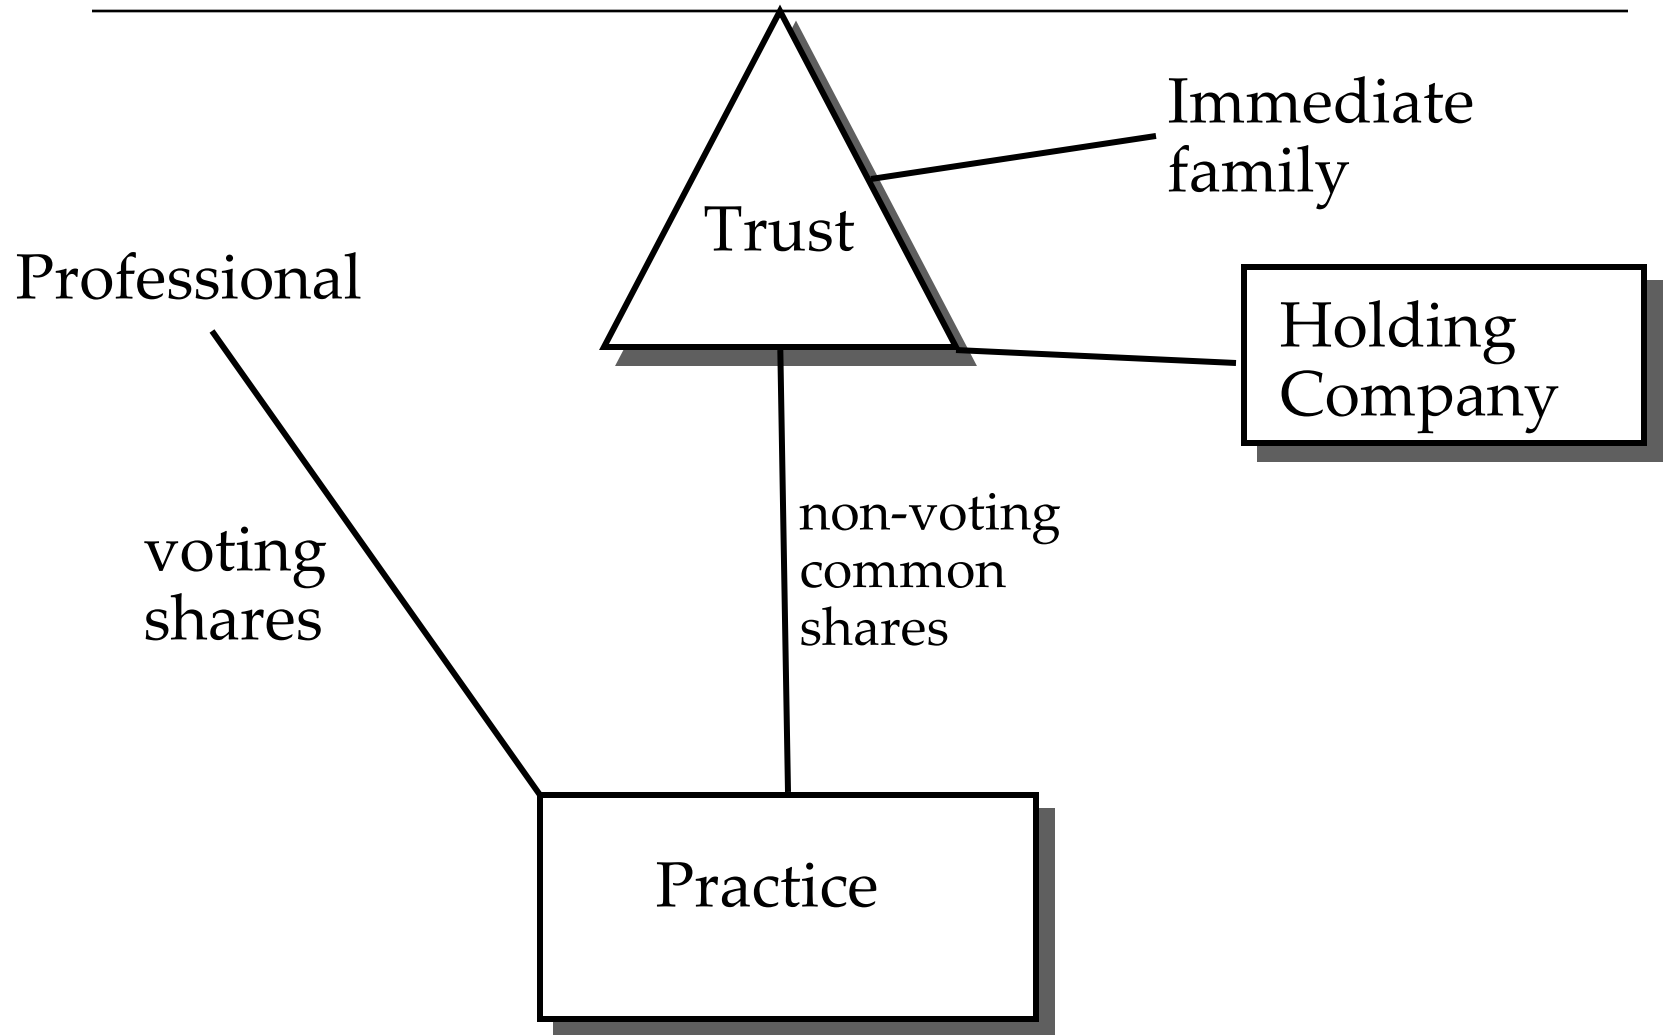 Immediate
family
Trust
Professional
Holding
Company
voting
shares
non-voting
common
shares
Practice